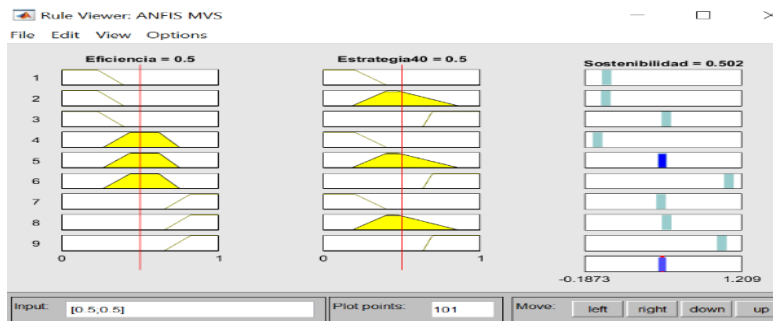 Rule Viewer: ANFIS MVS
File Edit View Options
Eficiencia = 0.5 Estrategia40 = 0.5 Sostenibilidad = 0.502
1
2
3
4
5
6
7
8
9
0 1 0 1
-0.1873 1.209
Input: [0.5;0.5] Plot points: 101 Move: left right down up